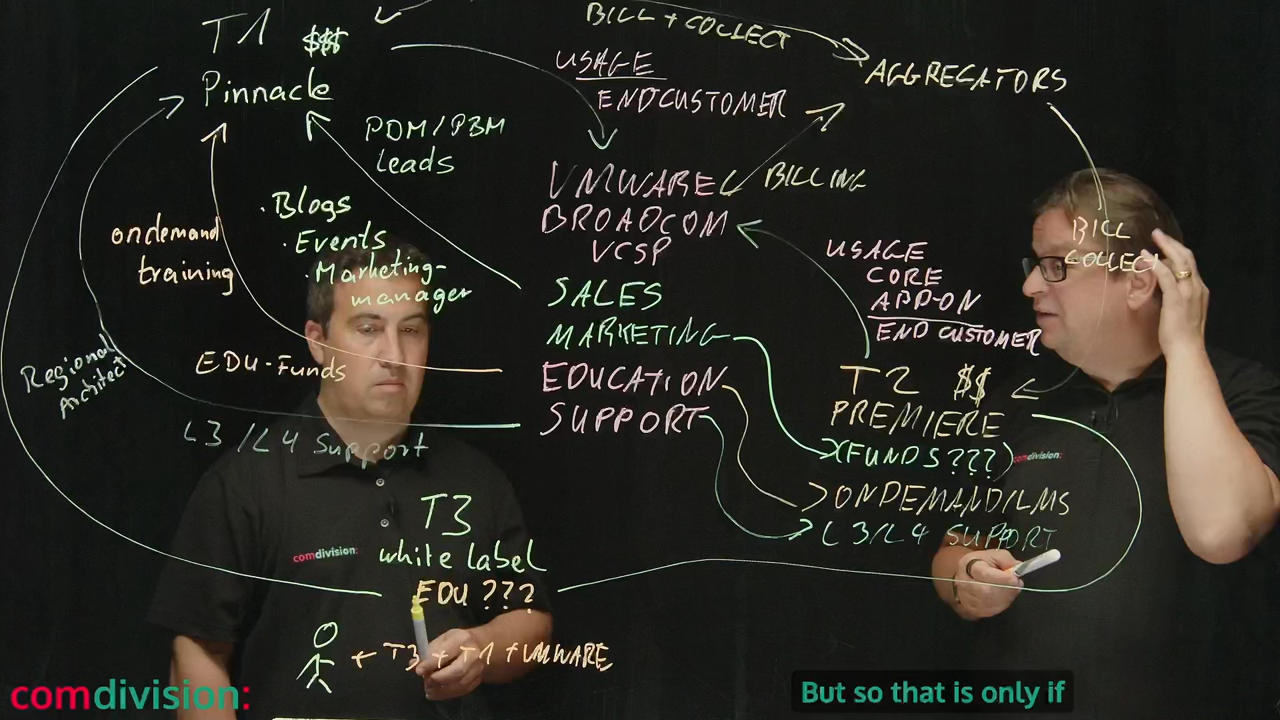 T1 $$$
Pinnacle
BILL + COLLECT
USAGE
ENDCUSTOMER
AGGREGATORS
PDM/PBM
Leads
VMWARE
BROADCOM
VCSP
BILLING
BILL
COLLECT
· Blogs
· Events
· Marketing-
manager
ondemand
training
USAGE
CORE
ADD-ON
END CUSTOMER
SALES
MARKETING
EDUCATION
SUPPORT
Regional
Architect
EDU-Funds
L3/L4 Support
T2 $$
PREMIERE
(FUNDS???)
ONDEMAND/LMS
L3/L4 SUPPORT
comdivision:
T3
white label
EDU ???
comdivision:
← T3 + T1 + VMWARE
comdivision:
But so that is only if